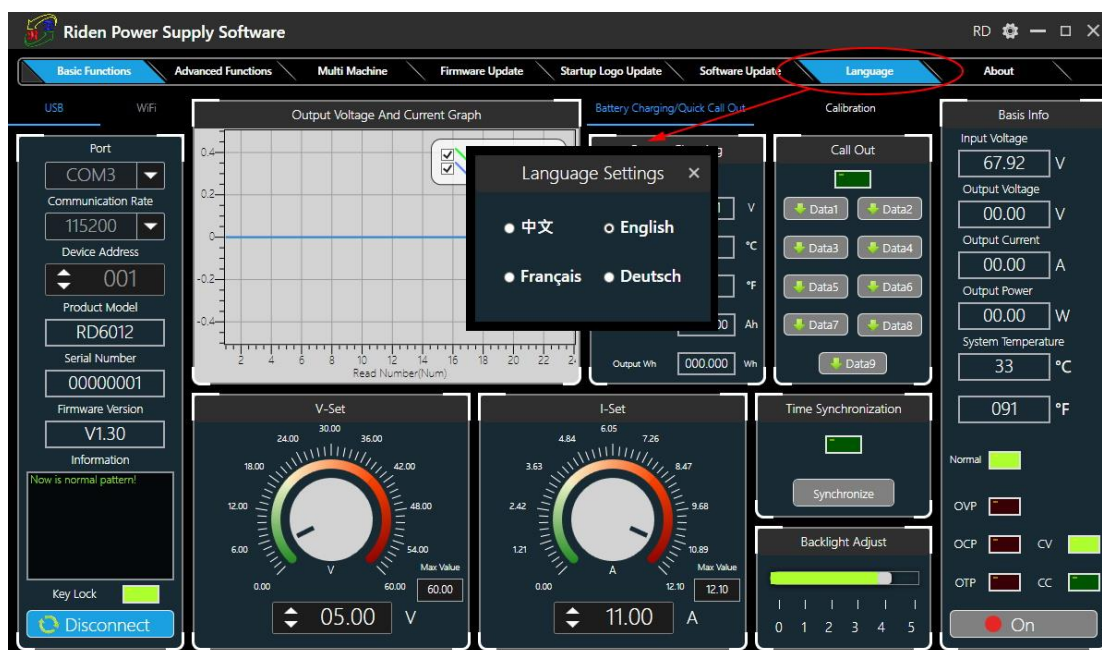 Riden Power Supply Software
RD
Basic Functions
Advanced Functions
Multi Machine
Firmware Update
Startup Logo Update
Software Update
Language
About
USB
WiFi
Port
COM3
Communication Rate
115200
Device Address
001
Product Model
RD6012
Serial Number
00000001
Firmware Version
V1.30
Information
Now is normal pattern!
Key Lock
Disconnect
Output Voltage And Current Graph
0.4
0.2
0
-0.2
-0.4
2 4 6 8 10 12 14 16 18 20 22
Read Number(Num)
Language Settings
中文
English
Français
Deutsch
Battery Charging/Quick Call Out
Calibration
V
°C
°F
Ah
Output Wh
000.000
Wh
Call Out
Data1
Data2
Data3
Data4
Data5
Data6
Data7
Data8
Data9
V-Set
0.00
6.00
12.00
18.00
24.00
30.00
36.00
42.00
48.00
54.00
60.00
V
Max Value
60.00
05.00
V
I-Set
0.00
1.21
2.42
3.63
4.84
6.05
7.26
8.47
9.68
10.89
12.10
A
Max Value
12.10
11.00
A
Time Synchronization
Synchronize
Backlight Adjust
0 1 2 3 4 5
Basis Info
Input Voltage
67.92 V
Output Voltage
00.00 V
Output Current
00.00 A
Output Power
00.00 W
System Temperature
33 °C
091 °F
Normal
OVP
OCP
CV
OTP
CC
On